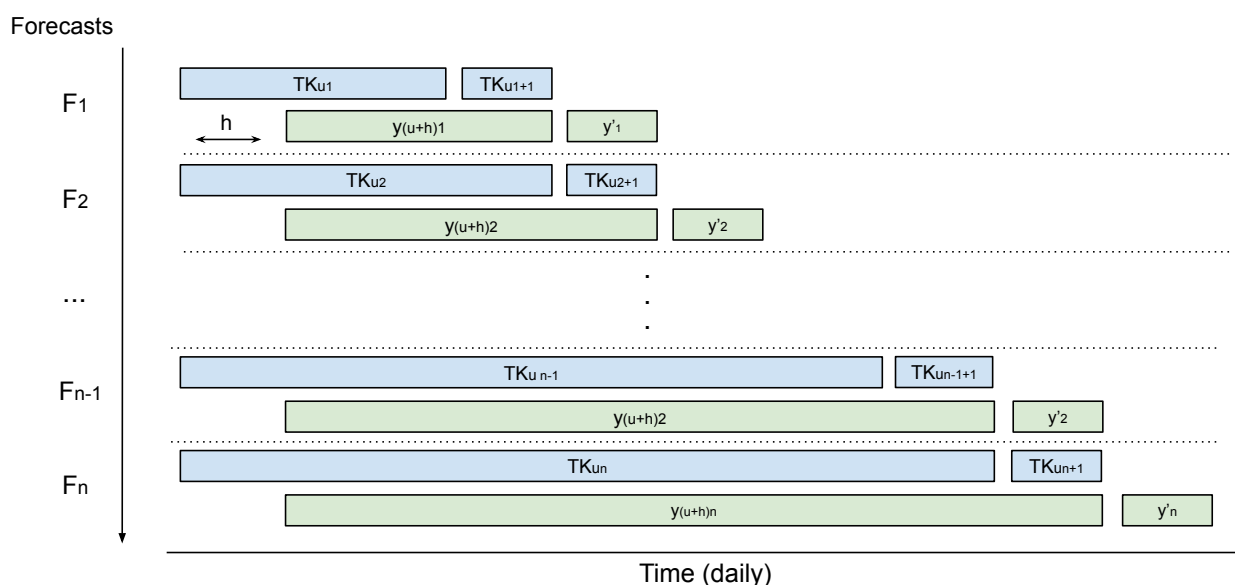 Forecasts
TKu1 TKu1+1
F1
h y(u+h)1 y'1
TKu2 TKu2+1
F2
y(u+h)2 y'2
...
TKu n-1 TKun-1+1
Fn-1
y(u+h)2 y'2
TKun TKun+1
Fn
y(u+h)n y'n
Time (daily)